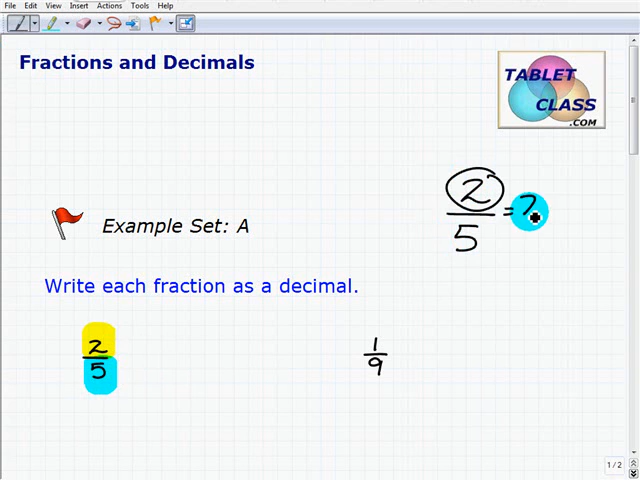 File Edit View Insert Actions Tools Help
Fractions and Decimals
TABLET
CLASS
.COM
2
5
=
Example Set: A
Write each fraction as a decimal.
2
5
1
9
1/2